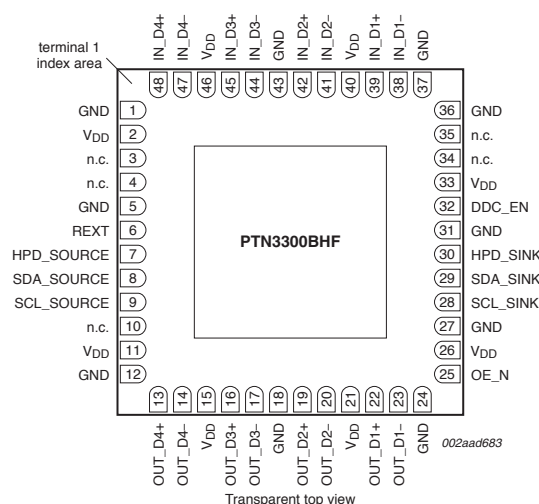 IN_D4+
IN_D4−
VDD
IN_D3+
IN_D3−
GND
IN_D2+
IN_D2−
VDD
IN_D1+
IN_D1−
GND
terminal 1
index area
48
47
46
45
44
43
42
41
40
39
38
37
GND 1
VDD 2
n.c. 3
n.c. 4
GND 5
REXT 6
HPD_SOURCE 7
SDA_SOURCE 8
SCL_SOURCE 9
n.c. 10
VDD 11
GND 12
PTN3300BHF
36 GND
35 n.c.
34 n.c.
33 VDD
32 DDC_EN
31 GND
30 HPD_SINK
29 SDA_SINK
28 SCL_SINK
27 GND
26 VDD
25 OE_N
13
14
15
16
17
18
19
20
21
22
23
24
OUT_D4+
OUT_D4−
VDD
OUT_D3+
OUT_D3−
GND
OUT_D2+
OUT_D2−
VDD
OUT_D1+
OUT_D1−
GND
002aad683
Transparent top view